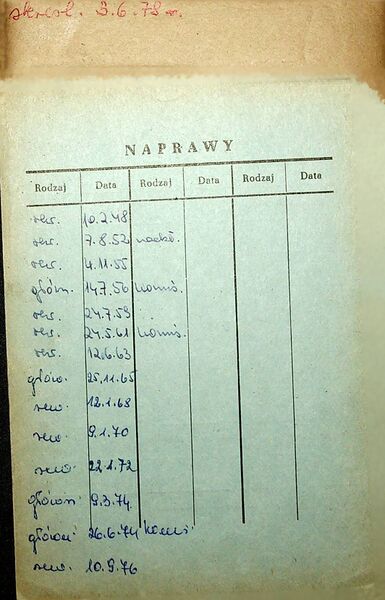 skreśl. 3.6.78 r.
NAPRAWY
Rodzaj Data Rodzaj Data Rodzaj Data
rew. 10.2.48
rew. 7.8.52 nadkł.
rew. 4.11.55
główn. 14.7.56 komis.
rew. 24.7.59
rew. 24.5.61 komis.
rew. 12.6.63
główn. 25.11.65
rew. 12.1.68
rew. 9.1.70
rew. 22.1.72
główn. 9.3.74
główn. 26.6.74 komis.
rew. 10.9.76